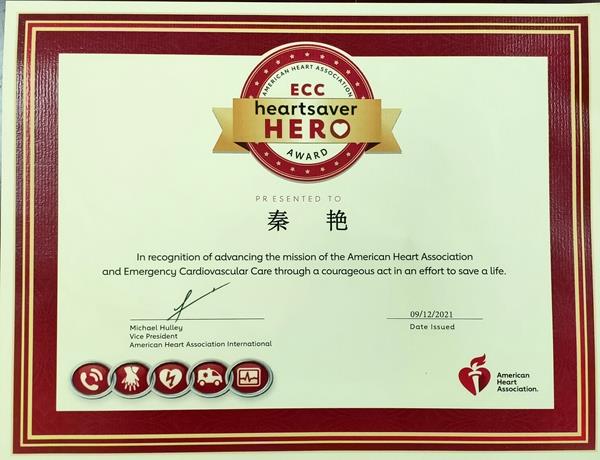 AMERICAN HEART ASSOCIATION
ECC
heartsaver
HERO
AWARD
PRESENTED TO
秦 艳
In recognition of advancing the mission of the American Heart Association
and Emergency Cardiovascular Care through a courageous act in an effort to save a life.
09/12/2021
Michael Hulley
Date Issued
Vice President
American Heart Association International
American
Heart
Association.